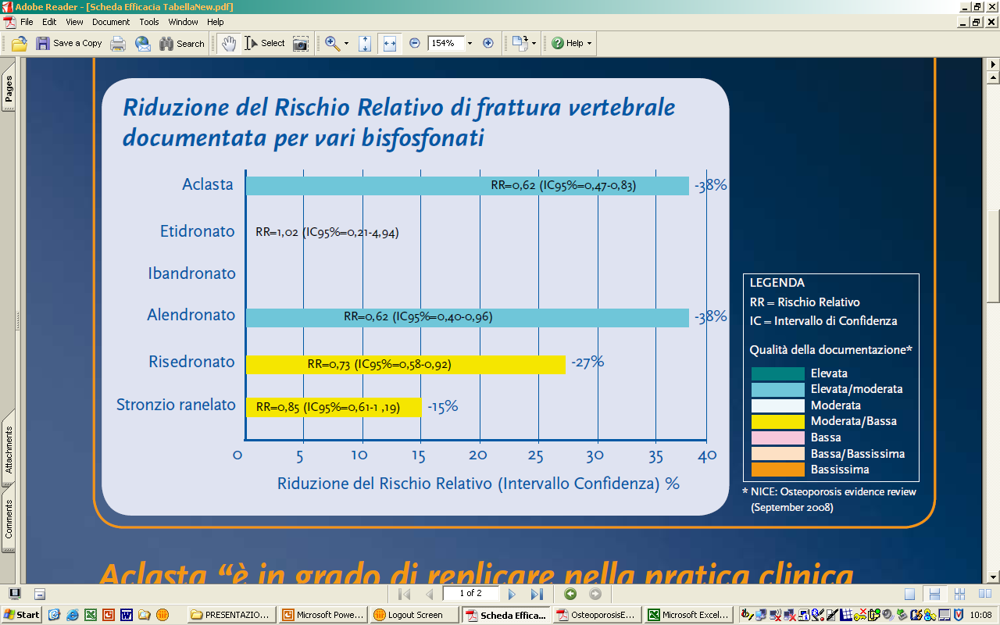 Adobe Reader - [Scheda Efficacia TabellaNew.pdf]
File Edit View Document Tools Window Help
Save a Copy Search Select 154% Help
Pages
Attachments
Comments
Riduzione del Rischio Relativo di frattura vertebrale
documentata per vari bisfosfonati
Aclasta RR=0,62 (IC95%=0,47-0,83) -38%
Etidronato RR=1,02 (IC95%=0,21-4,94)
Ibandronato
Alendronato RR=0,62 (IC95%=0,40-0,96) -38%
Risedronato RR=0,73 (IC95%=0,58-0,92) -27%
Stronzio ranelato RR=0,85 (IC95%=0,61-1 ,19) -15%
0 5 10 15 20 25 30 35 40
Riduzione del Rischio Relativo (Intervallo Confidenza) %
LEGENDA
RR = Rischio Relativo
IC = Intervallo di Confidenza
Qualità della documentazione*
Elevata
Elevata/moderata
Moderata
Moderata/Bassa
Bassa
Bassa/Bassissima
Bassissima
* NICE: Osteoporosis evidence review
(September 2008)
Aclasta “è in grado di replicare nella pratica clinica
1 of 2
Start PRESENTAZIO... Microsoft Powe... Logout Screen Scheda Effica... OsteoporosisE... Microsoft Excel... 10:08